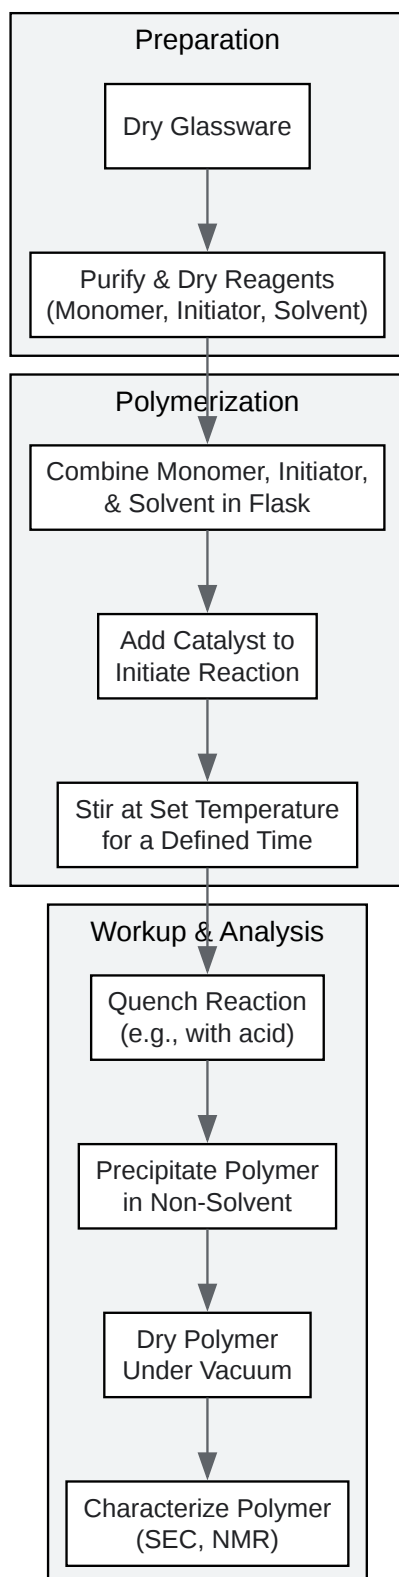 Preparation
Dry Glassware
Purify & Dry Reagents
(Monomer, Initiator, Solvent)
Polymerization
Combine Monomer, Initiator,
& Solvent in Flask
Add Catalyst to
Initiate Reaction
Stir at Set Temperature
for a Defined Time
Workup & Analysis
Quench Reaction
(e.g., with acid)
Precipitate Polymer
in Non-Solvent
Dry Polymer
Under Vacuum
Characterize Polymer
(SEC, NMR)